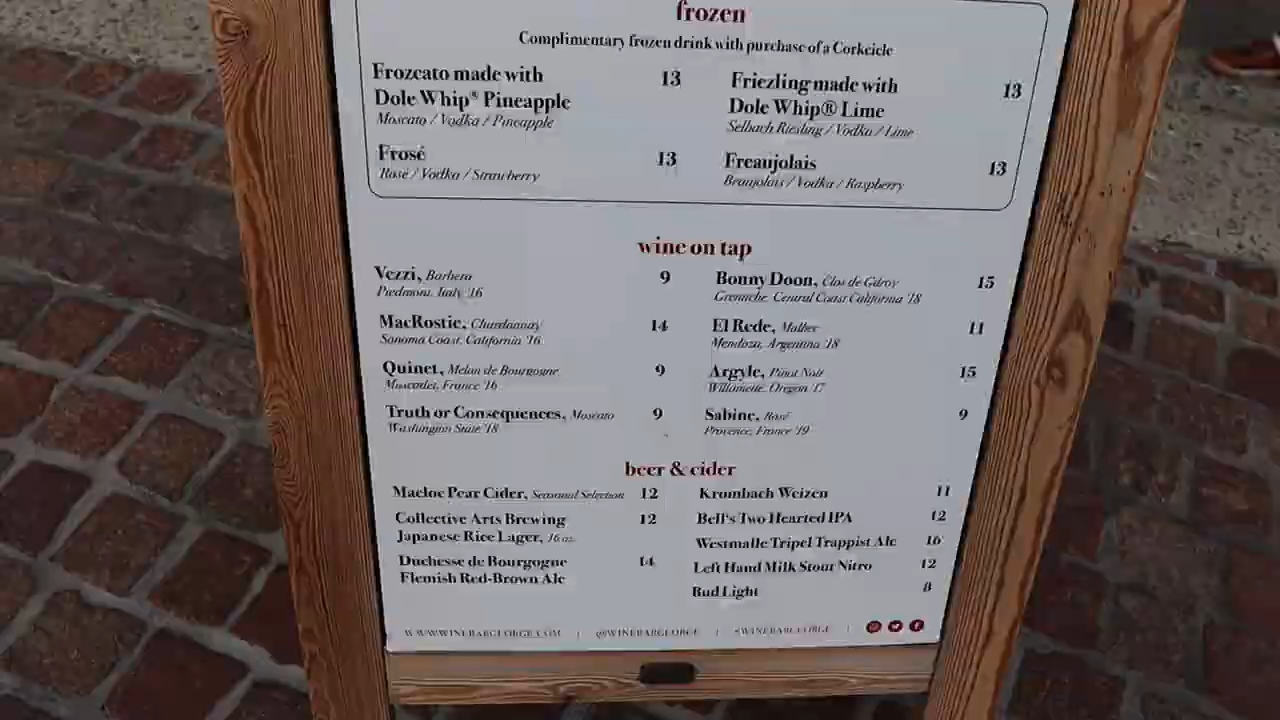 frozen
Complimentary frozen drink with purchase of a Corkcicle
Frozcato made with 13
Dole Whip® Pineapple
Moscato / Vodka / Pineapple
Friezling made with 13
Dole Whip® Lime
Selbach Riesling / Vodka / Lime
Frosé 13
Rosé / Vodka / Strawberry
Freaujolais 13
Beaujolais / Vodka / Raspberry
wine on tap
Vezzi, Barbera 9
Piedmont, Italy '16
Bonny Doon, Clos de Gilroy 15
Grenache, Central Coast California '18
MacRostie, Chardonnay 14
Sonoma Coast, California '16
El Rede, Malbec 11
Mendoza, Argentina '18
Quinet, Melon de Bourgogne 9
Muscadet, France '16
Argyle, Pinot Noir 15
Willamette, Oregon '17
Truth or Consequences, Moscato 9
Washington State '18
Sabine, Rosé 9
Provence, France '19
beer & cider
Maeloc Pear Cider, Seasonal Selection 12
Collective Arts Brewing 12
Japanese Rice Lager, 16 oz.
Duchesse de Bourgogne 14
Flemish Red-Brown Ale
Krombach Weizen 11
Bell's Two Hearted IPA 12
Westmalle Tripel Trappist Ale 16
Left Hand Milk Stout Nitro 12
Bud Light 8
WWW.WINEBARGEORGE.COM | @WINEBARGEORGE | #WINEBARGEORGE |